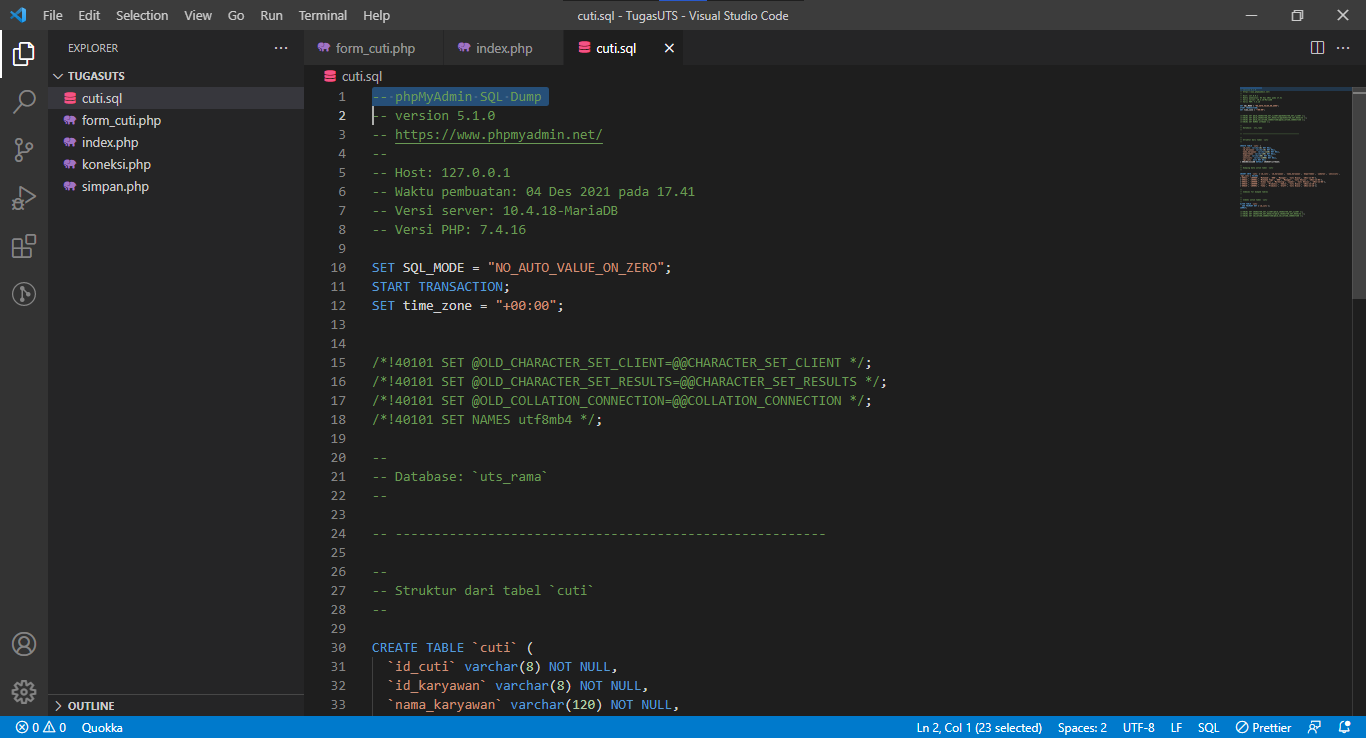 File Edit Selection View Go Run Terminal Help
cuti.sql - TugasUTS - Visual Studio Code
EXPLORER
TUGASUTS
cuti.sql
form_cuti.php
index.php
koneksi.php
simpan.php
OUTLINE
form_cuti.php index.php cuti.sql
cuti.sql
1 -- phpMyAdmin SQL Dump
2 -- version 5.1.0
3 -- https://www.phpmyadmin.net/
4 --
5 -- Host: 127.0.0.1
6 -- Waktu pembuatan: 04 Des 2021 pada 17.41
7 -- Versi server: 10.4.18-MariaDB
8 -- Versi PHP: 7.4.16
9
10 SET SQL_MODE = "NO_AUTO_VALUE_ON_ZERO";
11 START TRANSACTION;
12 SET time_zone = "+00:00";
13
14
15 /*!40101 SET @OLD_CHARACTER_SET_CLIENT=@@CHARACTER_SET_CLIENT */;
16 /*!40101 SET @OLD_CHARACTER_SET_RESULTS=@@CHARACTER_SET_RESULTS */;
17 /*!40101 SET @OLD_COLLATION_CONNECTION=@@COLLATION_CONNECTION */;
18 /*!40101 SET NAMES utf8mb4 */;
19
20 --
21 -- Database: `uts_rama`
22 --
23
24 -- --------------------------------------------------------
25
26 --
27 -- Struktur dari tabel `cuti`
28 --
29
30 CREATE TABLE `cuti` (
31 `id_cuti` varchar(8) NOT NULL,
32 `id_karyawan` varchar(8) NOT NULL,
33 `nama_karyawan` varchar(120) NOT NULL,
0 0 Quokka Ln 2, Col 1 (23 selected) Spaces: 2 UTF-8 LF SQL Prettier